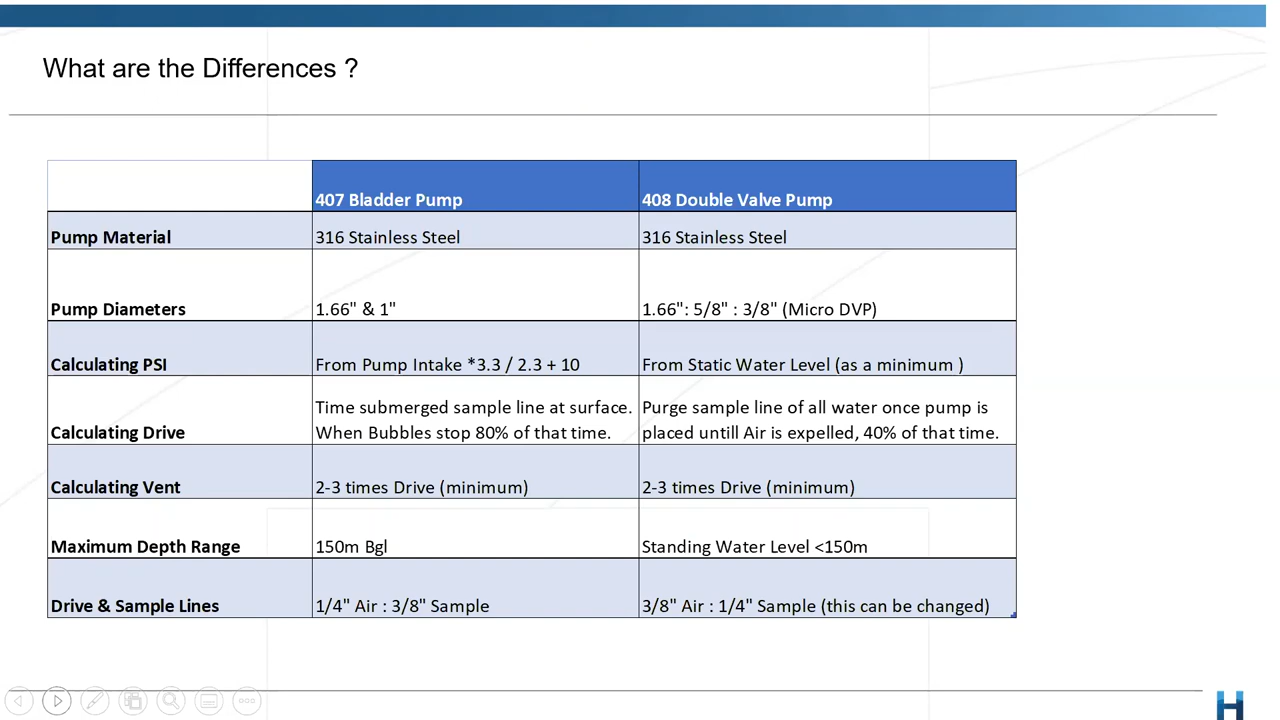 What are the Differences ?
407 Bladder Pump 408 Double Valve Pump
Pump Material 316 Stainless Steel 316 Stainless Steel
Pump Diameters 1.66" & 1" 1.66": 5/8" : 3/8" (Micro DVP)
Calculating PSI From Pump Intake *3.3 / 2.3 + 10 From Static Water Level (as a minimum )
Time submerged sample line at surface. Purge sample line of all water once pump is
Calculating Drive When Bubbles stop 80% of that time. placed untill Air is expelled, 40% of that time.
Calculating Vent 2-3 times Drive (minimum) 2-3 times Drive (minimum)
Maximum Depth Range 150m Bgl Standing Water Level <150m
Drive & Sample Lines 1/4" Air : 3/8" Sample 3/8" Air : 1/4" Sample (this can be changed)
H